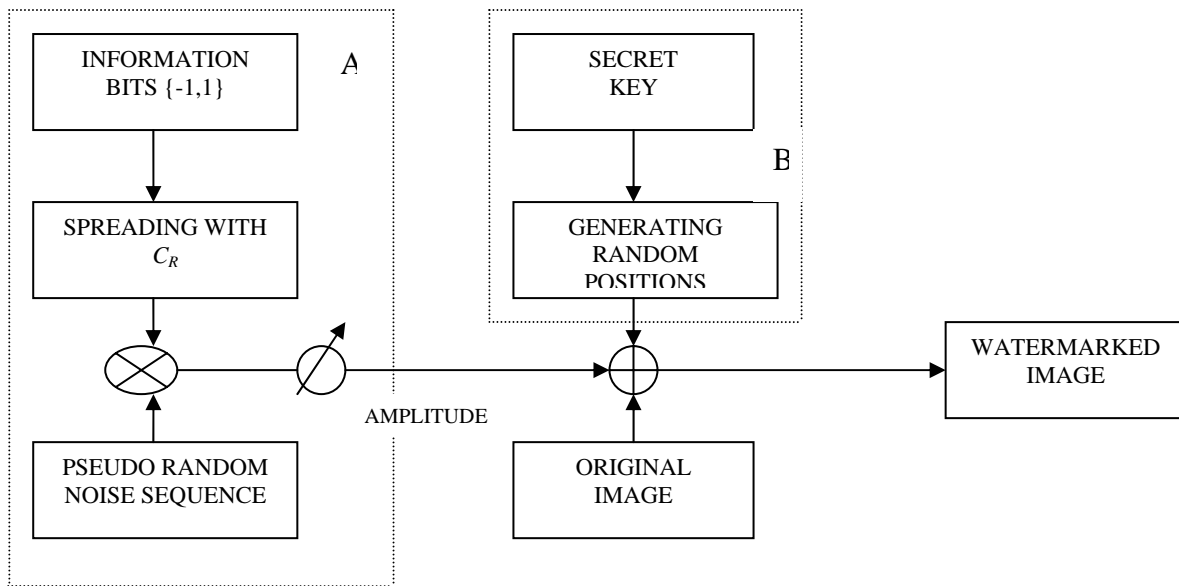 INFORMATION
BITS {-1,1}
A
SPREADING WITH
C_R
PSEUDO RANDOM
NOISE SEQUENCE
AMPLITUDE
SECRET
KEY
B
GENERATING
RANDOM
POSITIONS
ORIGINAL
IMAGE
WATERMARKED
IMAGE